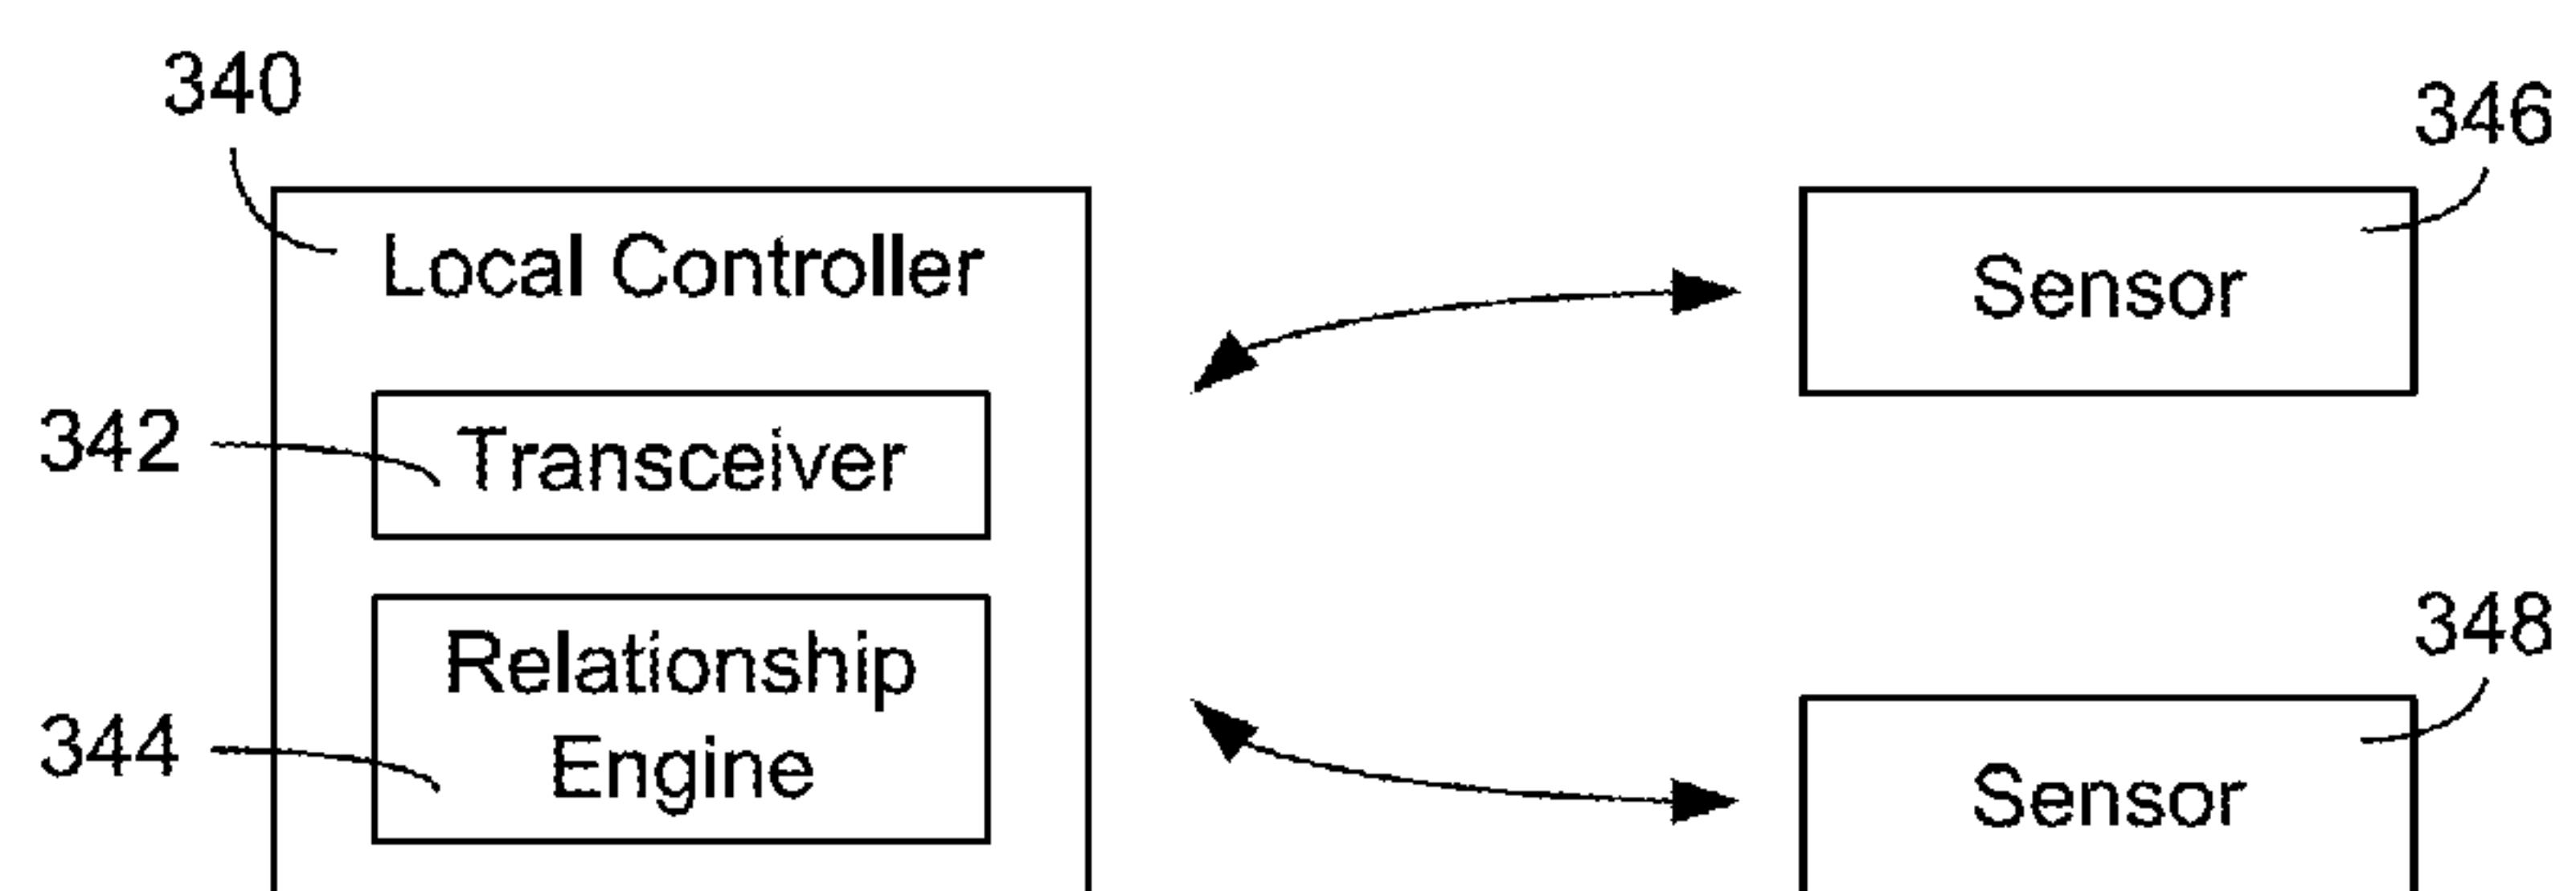 340
346
Local Controller
Sensor
342
Transceiver
348
Relationship
Engine
344
Sensor